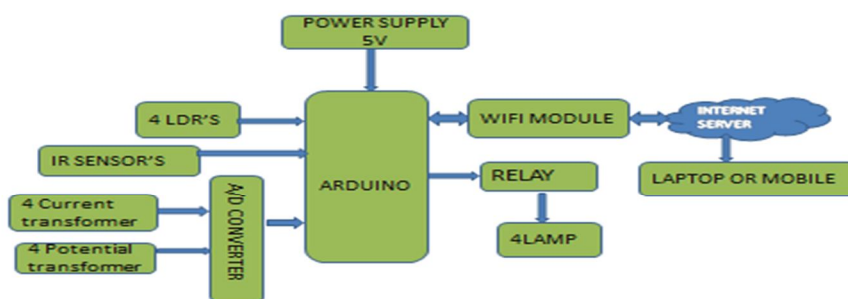 POWER SUPPLY
5V
4 LDR'S
IR SENSOR'S
4 Current
transformer
4 Potential
transformer
A/D CONVERTER
ARDUINO
WIFI MODULE
INTERNET
SERVER
RELAY
LAPTOP OR MOBILE
4LAMP